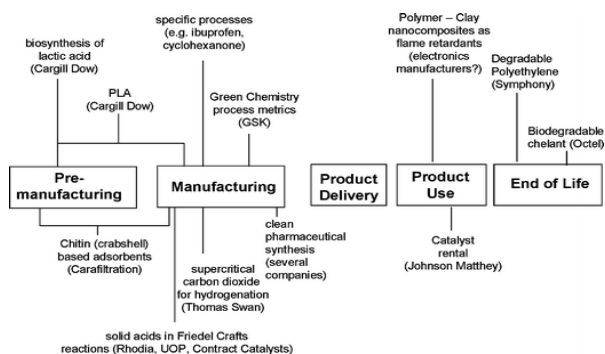 specific processes
(e.g. ibuprofen,
cyclohexanone)
Polymer – Clay
nanocomposites as
flame retardants
(electronics
manufacturers?)
biosynthesis of
lactic acid
(Cargill Dow)
Degradable
Polyethylene
(Symphony)
PLA
(Cargill Dow)
Green Chemistry
process metrics
(GSK)
Biodegradable
chelant (Octel)
Pre-
manufacturing
Manufacturing
Product
Delivery
Product
Use
End of Life
Chitin (crabshell)
based adsorbents
(Carafiltration)
clean
pharmaceutical
synthesis
(several
companies)
supercritical
carbon dioxide
for hydrogenation
(Thomas Swan)
Catalyst
rental
(Johnson Matthey)
solid acids in Friedel Crafts
reactions (Rhodia, UOP, Contract Catalysts)